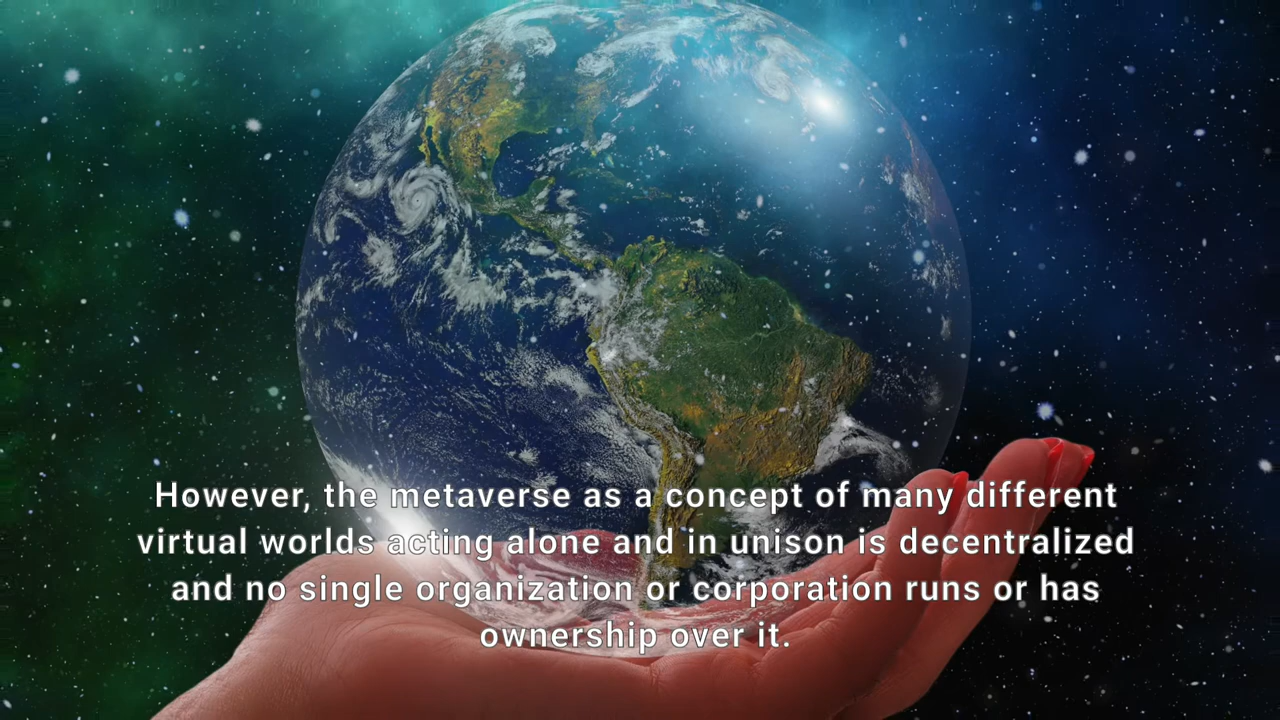 However, the metaverse as a concept of many different
virtual worlds acting alone and in unison is decentralized
and no single organization or corporation runs or has
ownership over it.